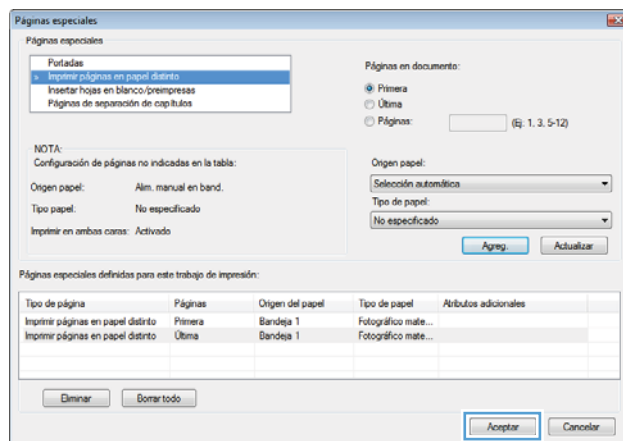 Páginas especiales
Páginas especiales
Portadas
» Imprimir páginas en papel distinto
Insertar hojas en blanco/preimpresas
Páginas de separación de capítulos
Páginas en documento:
Primera
Última
Páginas: (Ej. 1, 3, 5-12)
NOTA:
Configuración de páginas no indicadas en la tabla:
Origen papel: Alim. manual en band.
Tipo papel: No especificado
Imprimir en ambas caras: Activado
Origen papel:
Selección automática
Tipo de papel:
No especificado
Agreg. Actualizar
Páginas especiales definidas para este trabajo de impresión:
Tipo de página Páginas Origen del papel Tipo de papel Atributos adicionales
Imprimir páginas en papel distinto Primera Bandeja 1 Fotográfico mate...
Imprimir páginas en papel distinto Última Bandeja 1 Fotográfico mate...
Eliminar Borrar todo
Aceptar Cancelar